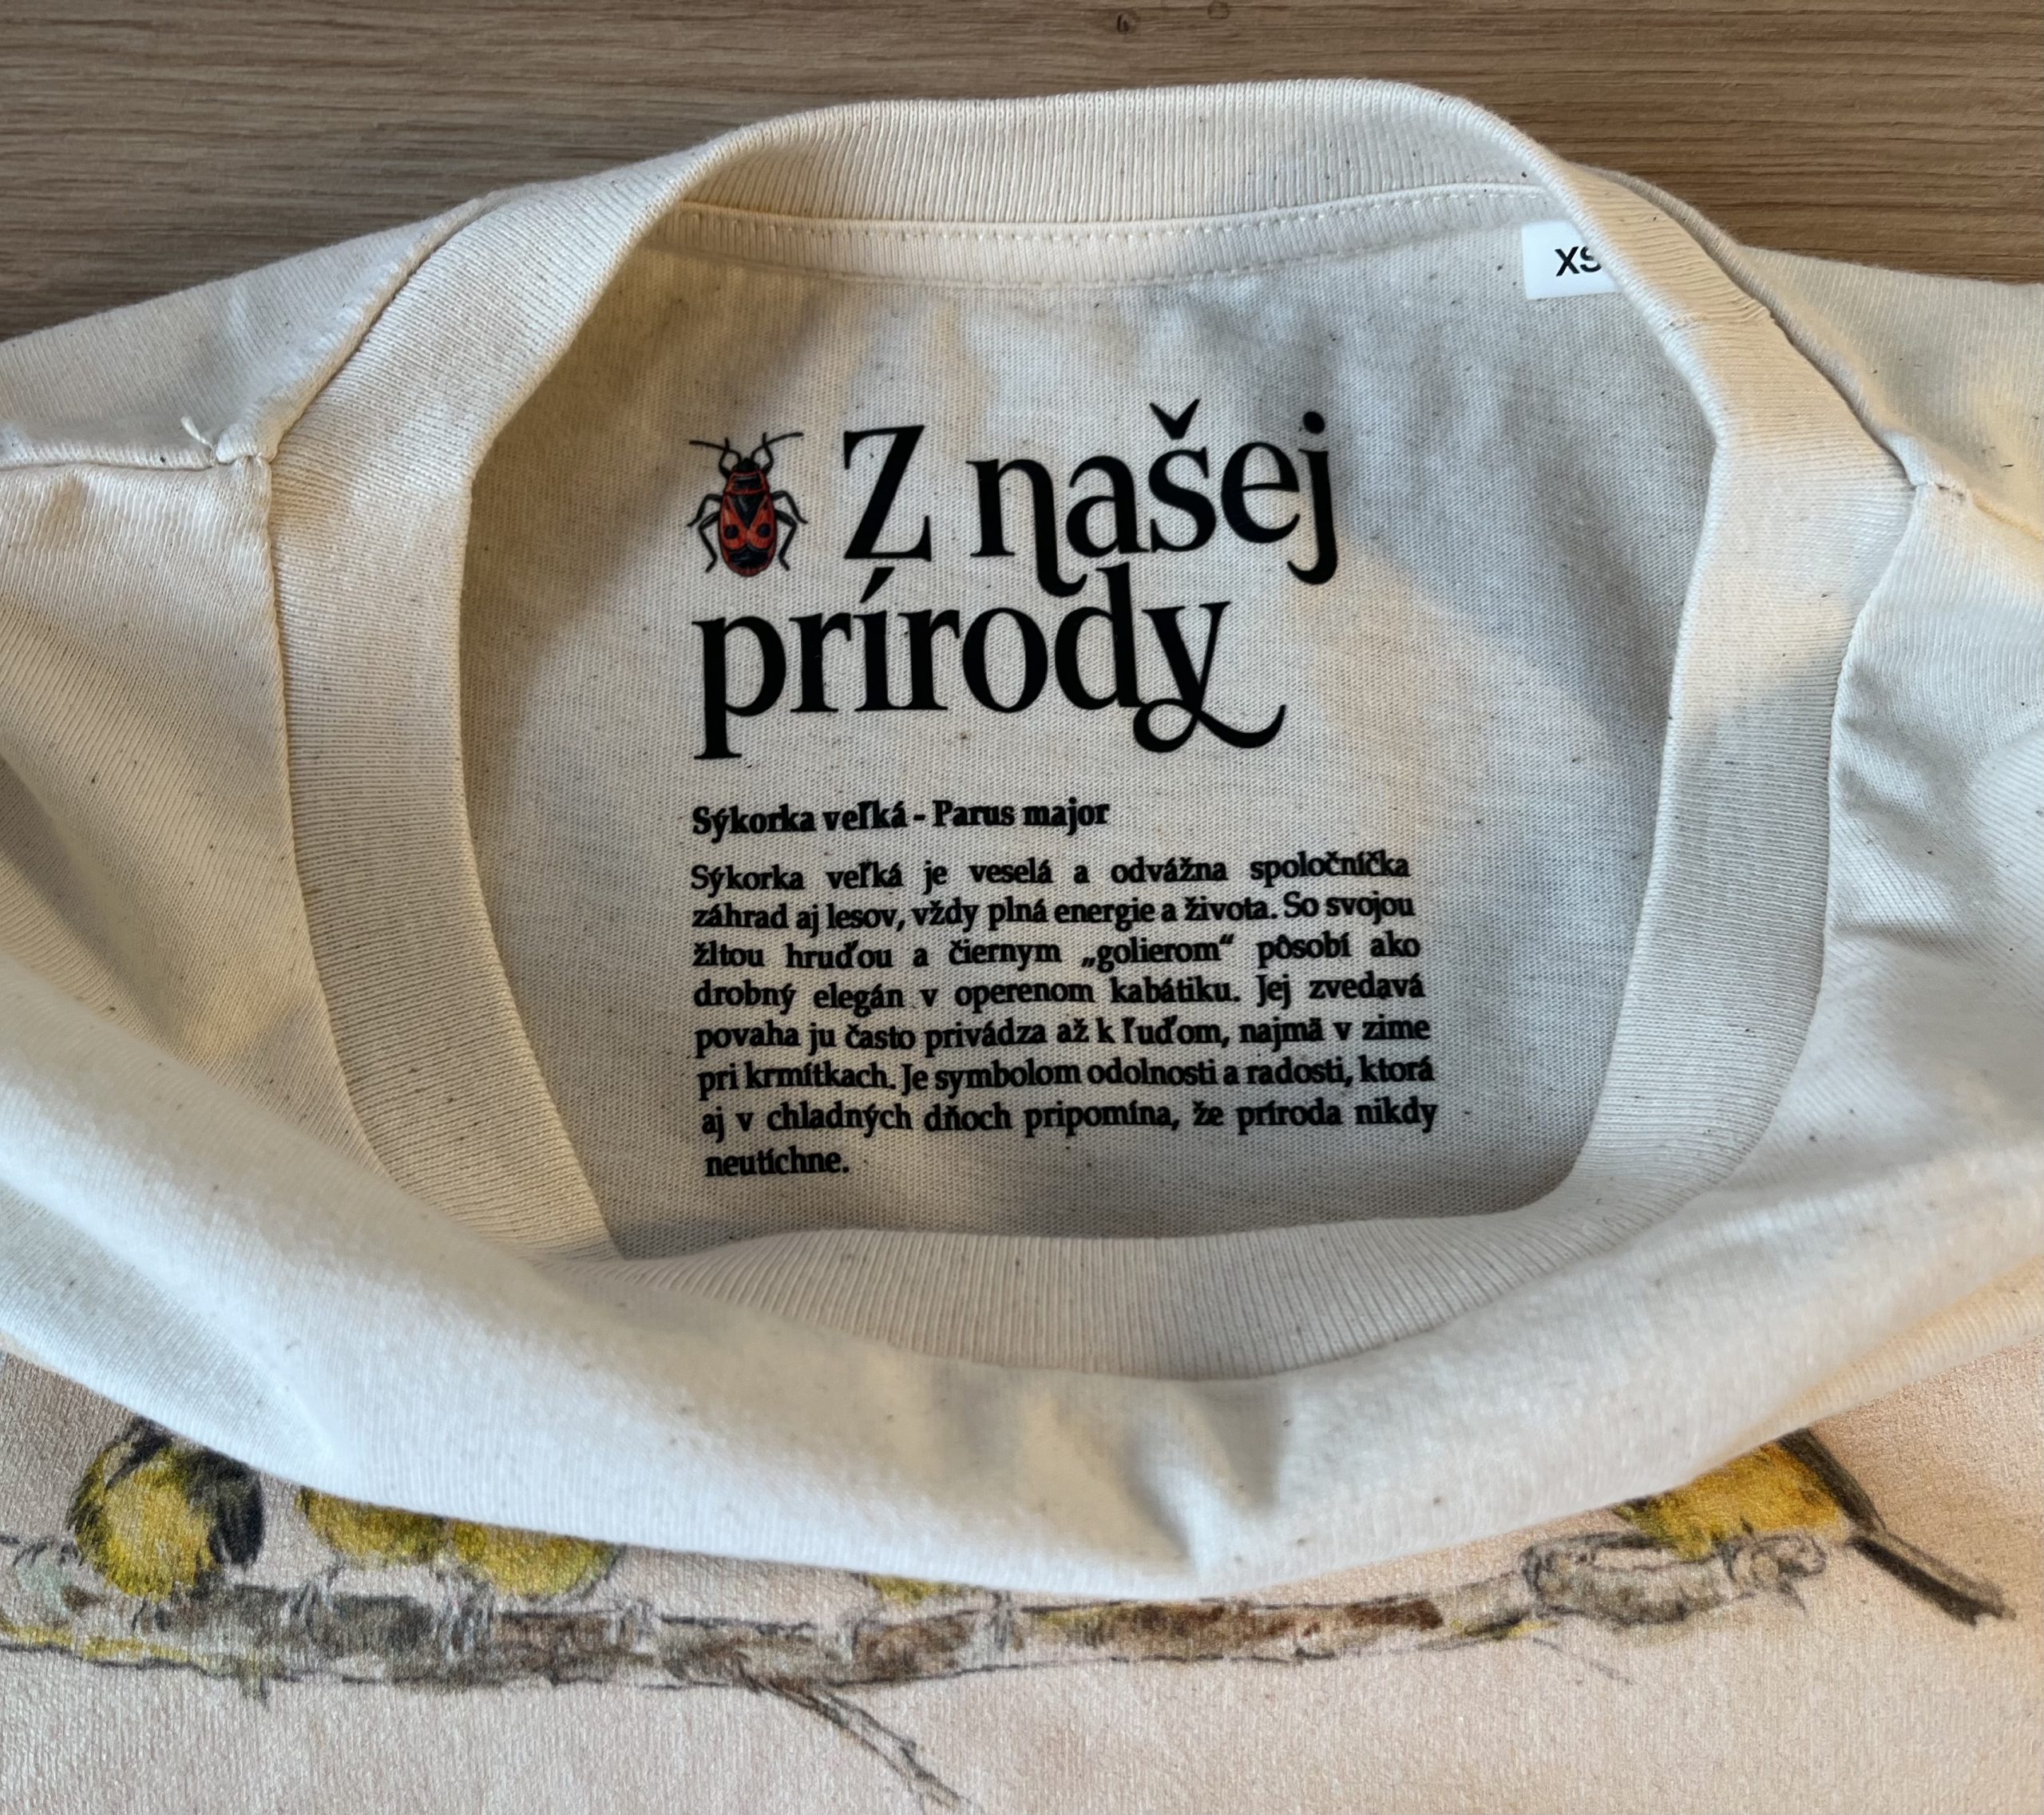 XS
Z našej
prírody
Sýkorka veľká - Parus major
Sýkorka veľká je veselá a odvážna spoločníčka
záhrad aj lesov, vždy plná energie a života. So svojou
žltou hruďou a čiernym „golierom“ pôsobí ako
drobný elegán v operenom kabátiku. Jej zvedavá
povaha ju často privádza až k ľuďom, najmä v zime
pri krmítkach. Je symbolom odolnosti a radosti, ktorá
aj v chladných dňoch pripomína, že príroda nikdy
neutíchne.